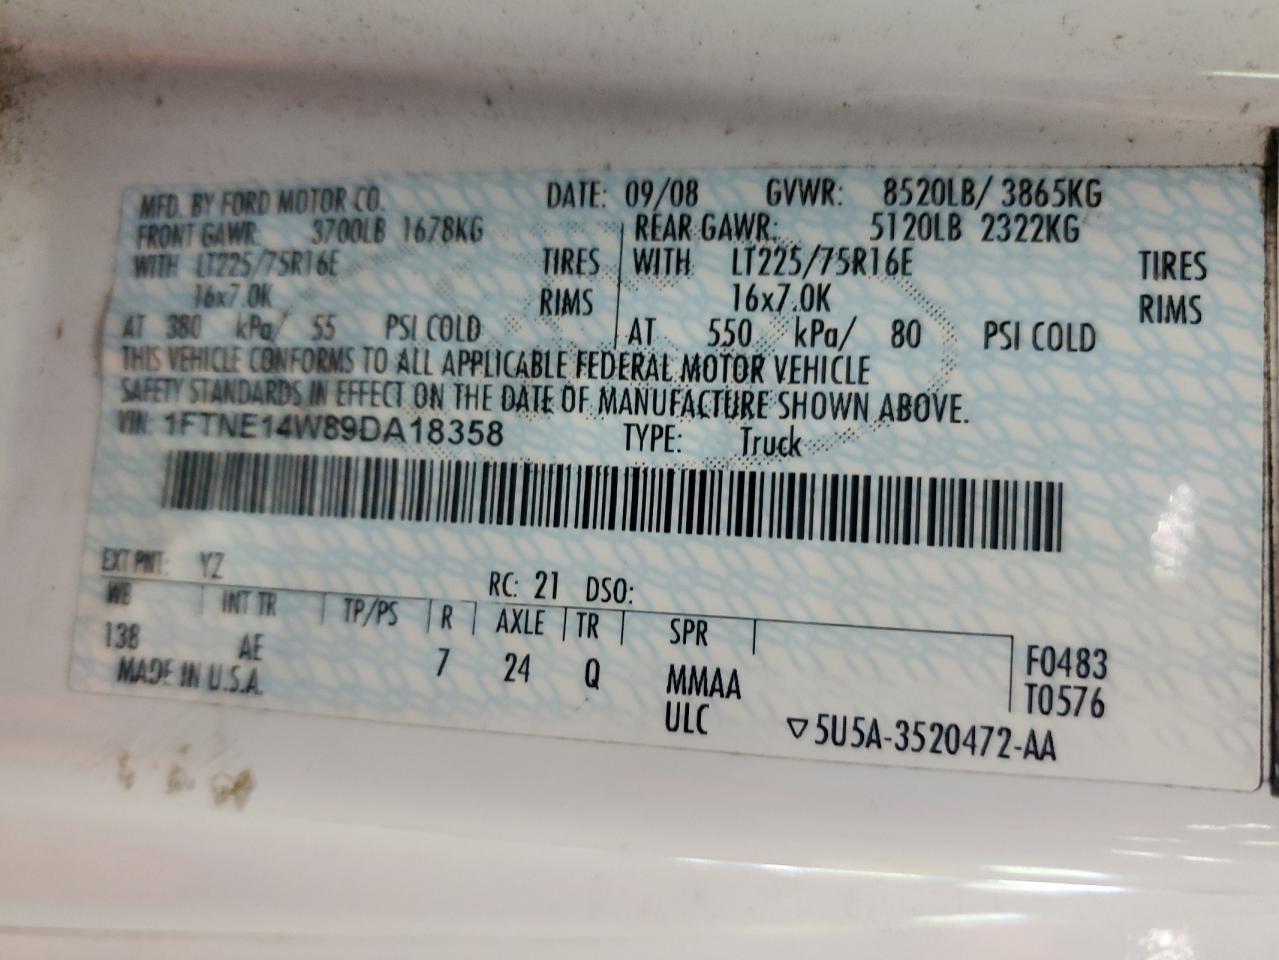 MFD. BY FORD MOTOR CO. DATE: 09/08 GVWR: 8520LB/ 3865KG
FRONT GAWR: 3700LB 1678KG REAR GAWR: 5120LB 2322KG
WITH LT225/75R16E TIRES WITH LT225/75R16E TIRES
16x7.0K RIMS 16x7.0K RIMS
AT 380 kPa/ 55 PSI COLD AT 550 kPa/ 80 PSI COLD
THIS VEHICLE CONFORMS TO ALL APPLICABLE FEDERAL MOTOR VEHICLE
SAFETY STANDARDS IN EFFECT ON THE DATE OF MANUFACTURE SHOWN ABOVE.
VIN: 1FTNE14W89DA18358 TYPE: Truck
EXT PNT: YZ RC: 21 DSO:
WB INT TR TP/PS R AXLE TR SPR
138 AE 7 24 Q MMAA F0483
MADE IN U.S.A. ULC T0576
▽5U5A-3520472-AA